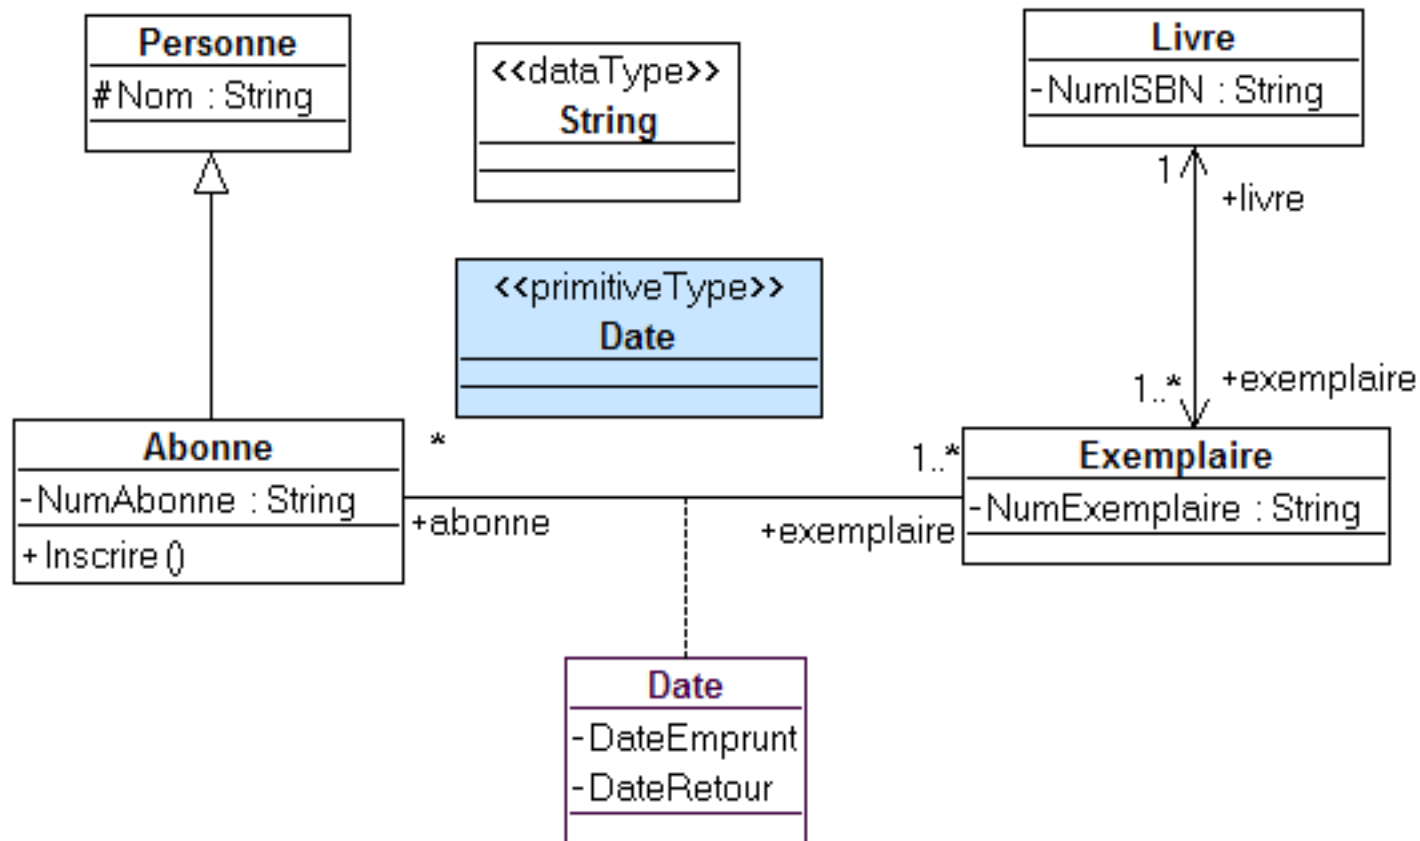 Personne
#Nom : String
<<dataType>>
String
Livre
-NumISBN : String
1
+livre
<<primitiveType>>
Date
1..*
+exemplaire
Abonne
-NumAbonne : String
+Inscrire()
*
+abonne
1..*
+exemplaire
Exemplaire
-NumExemplaire : String
Date
-DateEmprunt
-DateRetour